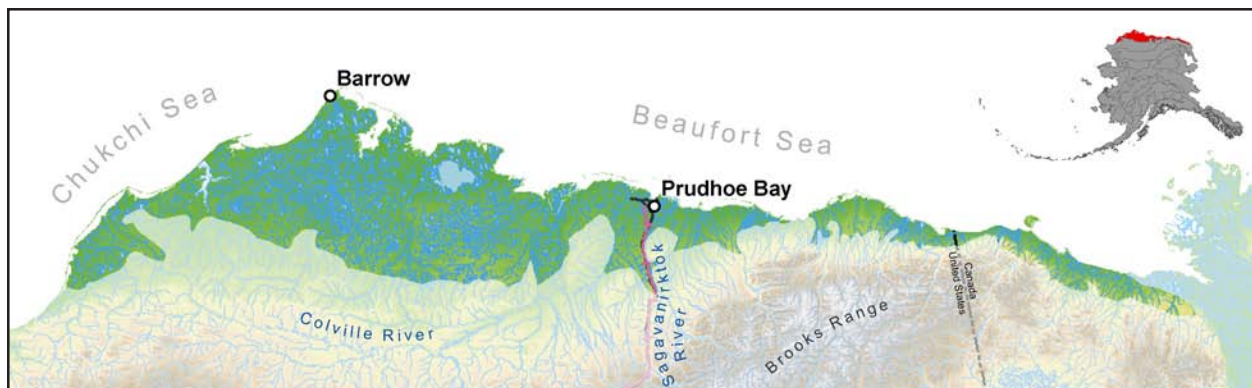 Barrow
Chukchi Sea
Beaufort Sea
Prudhoe Bay
Canada
United States
Colville River
Sagavanirktok
River
Brooks Range